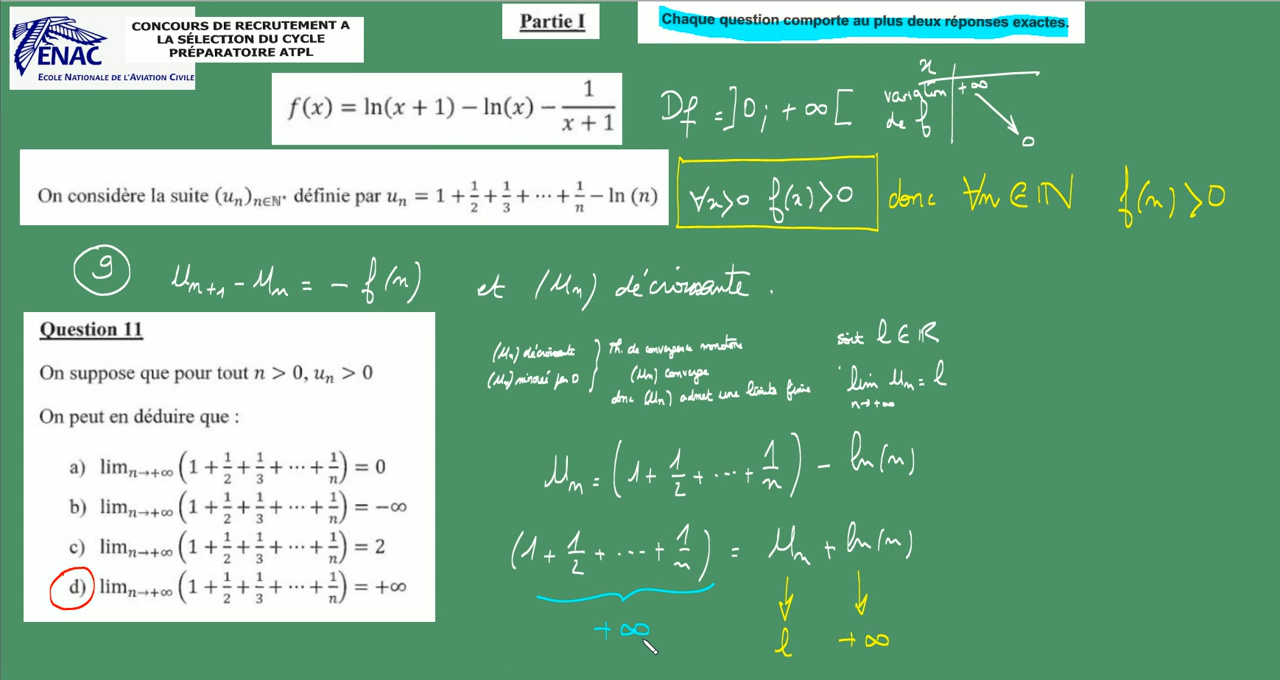 ENAC
ECOLE NATIONALE DE L'AVIATION CIVILE
CONCOURS DE RECRUTEMENT A
LA SÉLECTION DU CYCLE
PRÉPARATOIRE ATPL
Partie I
Chaque question comporte au plus deux réponses exactes.
f(x) = ln(x + 1) − ln(x) − 1/(x + 1)
Df = ]0; +∞[
x
variation de f
+∞
0
On considère la suite (uₙ)ₙ∈ℕ* définie par uₙ = 1 + 1/2 + 1/3 + ⋯ + 1/n − ln (n)
∀x>0 f(x)>0 donc ∀n∈ℕ f(n)>0
9 uₙ₊₁ - uₙ = - f(n) et (uₙ) décroissante.
Question 11
On suppose que pour tout n > 0, uₙ > 0
On peut en déduire que :
a) limₙ→+∞ (1 + 1/2 + 1/3 + ⋯ + 1/n) = 0
b) limₙ→+∞ (1 + 1/2 + 1/3 + ⋯ + 1/n) = −∞
c) limₙ→+∞ (1 + 1/2 + 1/3 + ⋯ + 1/n) = 2
d) limₙ→+∞ (1 + 1/2 + 1/3 + ⋯ + 1/n) = +∞
(uₙ) décroissante
(uₙ) minorée par 0
Th. de convergence monotone
(uₙ) converge
donc (uₙ) admet une limite finie
soit l ∈ ℝ
lim uₙ = l
n→+∞
uₙ = (1 + 1/2 + ⋯ + 1/n) − ln(n)
(1 + 1/2 + ⋯ + 1/n) = uₙ + ln(n)
+∞
l
+∞